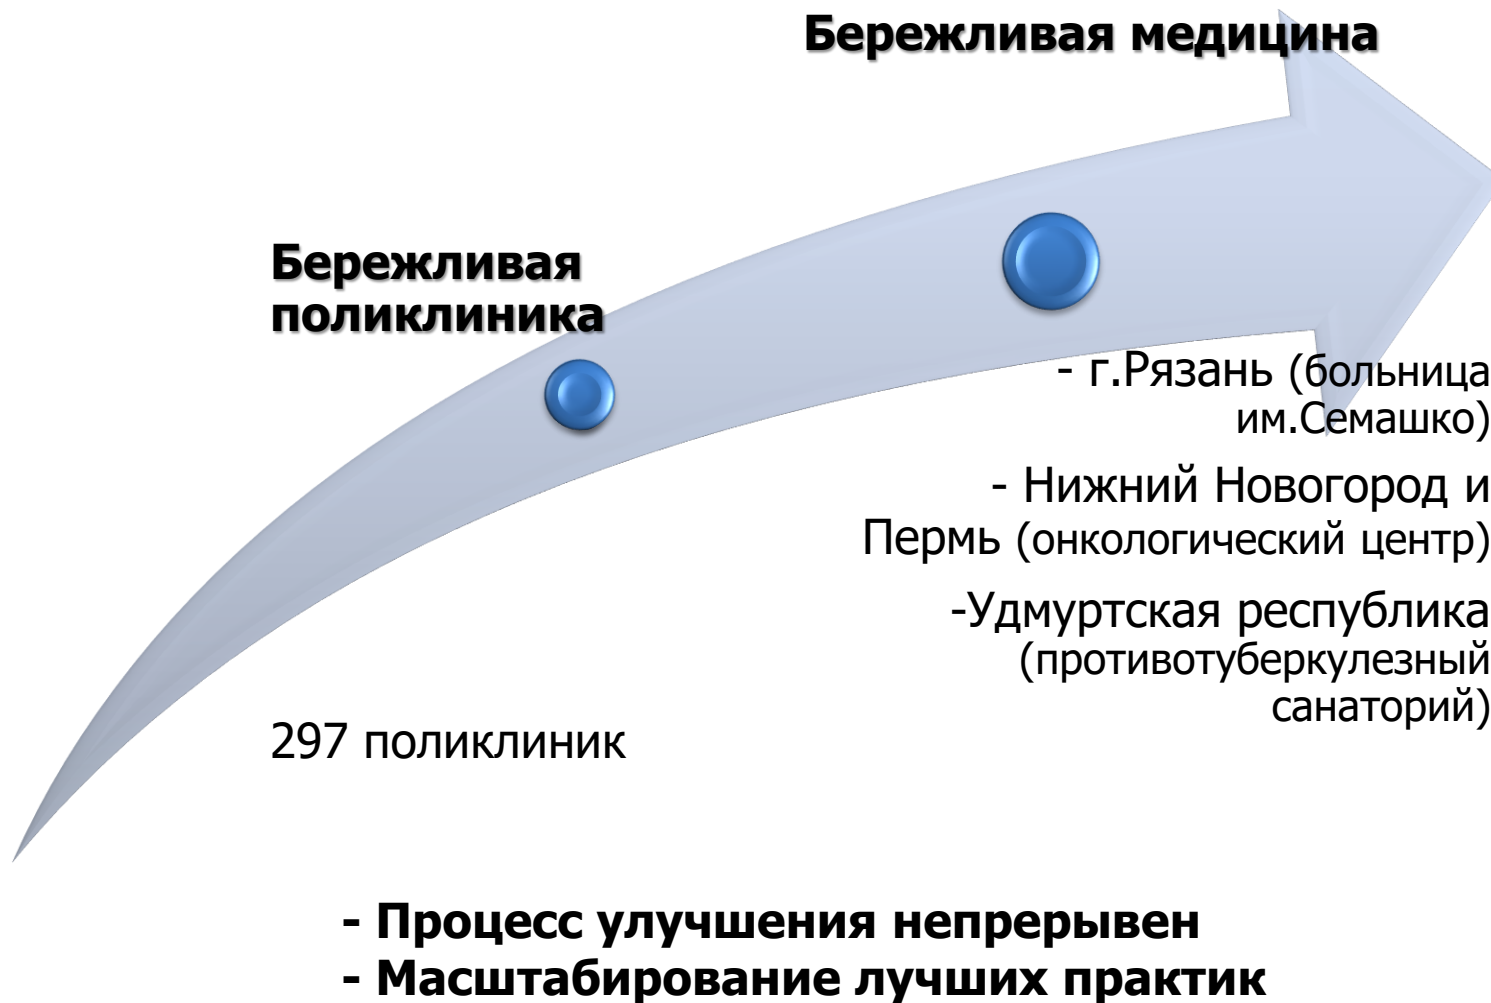 Бережливая медицина
Бережливая
поликлиника
- г.Рязань (больница
им.Семашко)
- Нижний Новогород и
Пермь (онкологический центр)
-Удмуртская республика
(противотуберкулезный
санаторий)
297 поликлиник
- Процесс улучшения непрерывен
- Масштабирование лучших практик